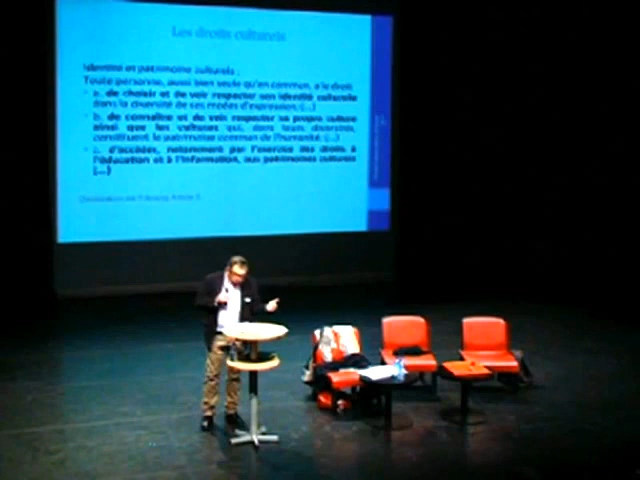 Les droits culturels
Identité et patrimoine culturels :
Toute personne, aussi bien seule qu'en commun, a le droit
a. de choisir et de voir respecter son identité culturelle
dans la diversité de ses modes d'expression; (...)
b. de connaître et de voir respecter sa propre culture
ainsi que les cultures qui, dans leurs diversités,
constituent le patrimoine commun de l'humanité; (...)
c. d'accéder, notamment par l'exercice des droits à
l'éducation et à l'information, aux patrimoines culturels
(...)
Déclaration de Fribourg, Article 3